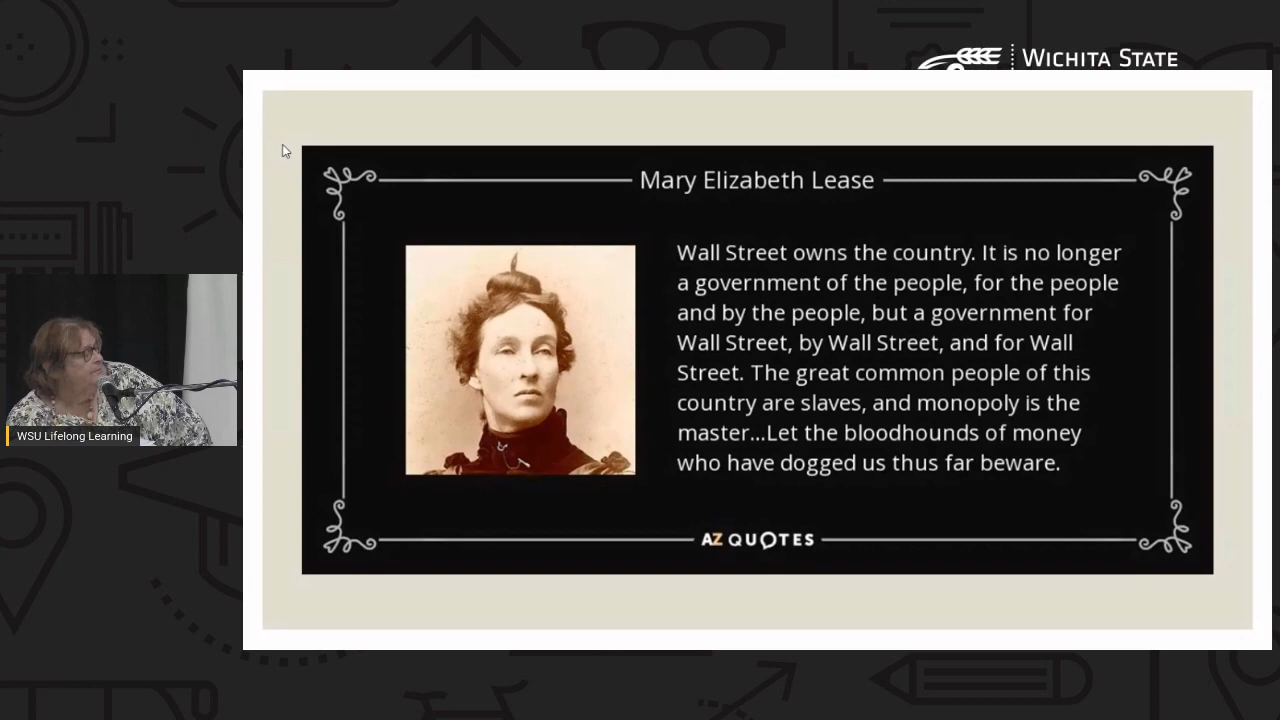 WICHITA STATE
Mary Elizabeth Lease
Wall Street owns the country. It is no longer
a government of the people, for the people
and by the people, but a government for
Wall Street, by Wall Street, and for Wall
Street. The great common people of this
country are slaves, and monopoly is the
master...Let the bloodhounds of money
who have dogged us thus far beware.
AZ QUOTES
WSU Lifelong Learning